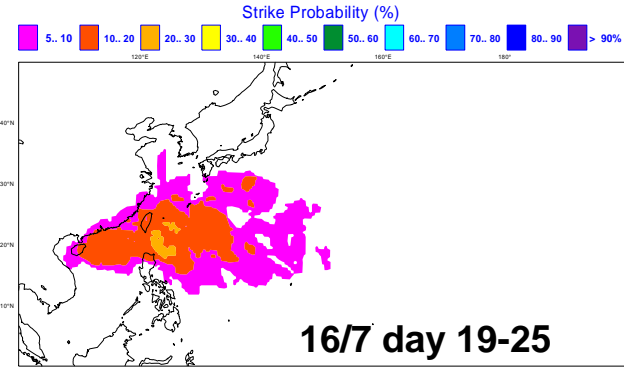 Strike Probability (%)
5.. 10 10.. 20 20.. 30 30.. 40 40.. 50 50.. 60 60.. 70 70.. 80 80.. 90 > 90%
120°E 140°E 160°E 180°
40°N
30°N
20°N
10°N
16/7 day 19-25